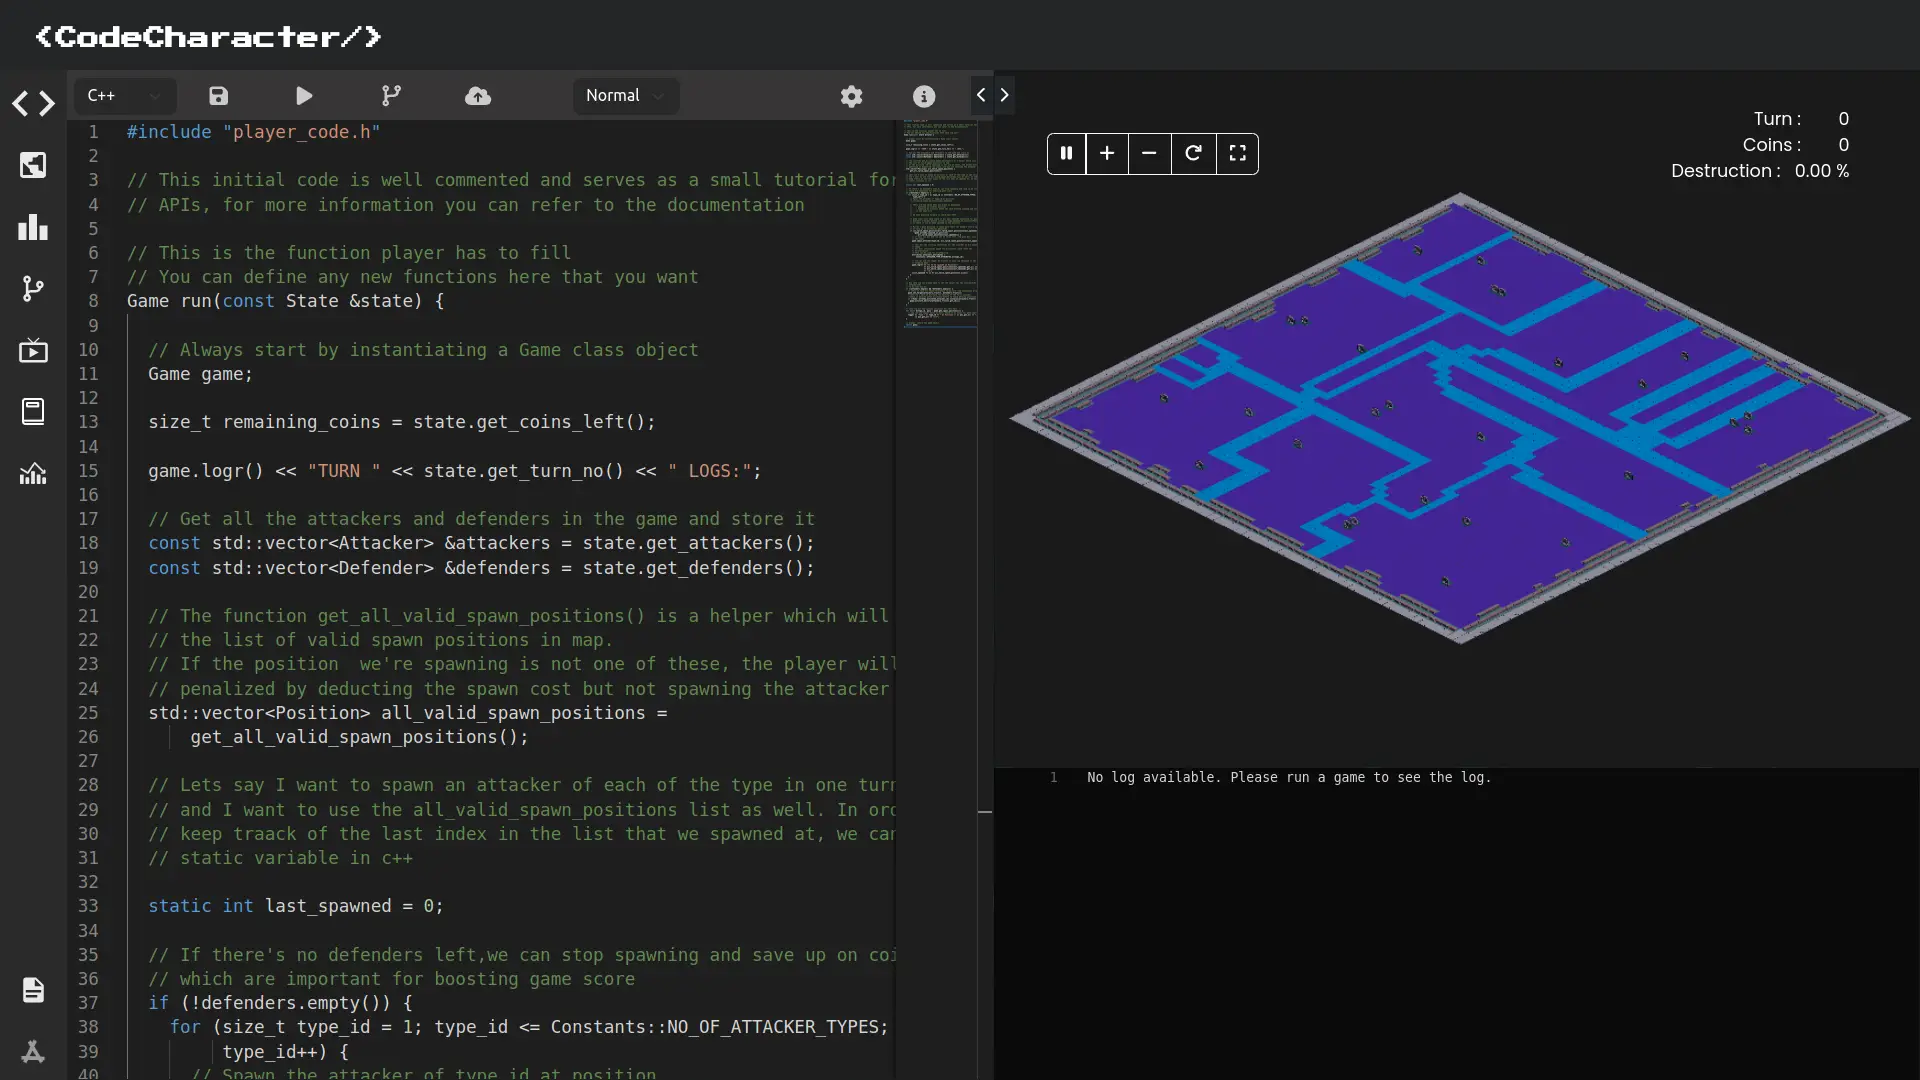 <CodeCharacter/>
C++
Normal
1 #include "player_code.h"
2
3 // This initial code is well commented and serves as a small tutorial for
4 // APIs, for more information you can refer to the documentation
5
6 // This is the function player has to fill
7 // You can define any new functions here that you want
8 Game run(const State &state) {
9
10 // Always start by instantiating a Game class object
11 Game game;
12
13 size_t remaining_coins = state.get_coins_left();
14
15 game.logr() << "TURN " << state.get_turn_no() << " LOGS:";
16
17 // Get all the attackers and defenders in the game and store it
18 const std::vector<Attacker> &attackers = state.get_attackers();
19 const std::vector<Defender> &defenders = state.get_defenders();
20
21 // The function get_all_valid_spawn_positions() is a helper which will
22 // the list of valid spawn positions in map.
23 // If the position  we're spawning is not one of these, the player will
24 // penalized by deducting the spawn cost but not spawning the attacker
25 std::vector<Position> all_valid_spawn_positions =
26 get_all_valid_spawn_positions();
27
28 // Lets say I want to spawn an attacker of each of the type in one turn
29 // and I want to use the all_valid_spawn_positions list as well. In ord
30 // keep traack of the last index in the list that we spawned at, we can
31 // static variable in c++
32
33 static int last_spawned = 0;
34
35 // If there's no defenders left,we can stop spawning and save up on coi
36 // which are important for boosting game score
37 if (!defenders.empty()) {
38 for (size_t type_id = 1; type_id <= Constants::NO_OF_ATTACKER_TYPES;
39 type_id++) {
40 // Spawn the attacker of type_id at position
Turn : 0
Coins : 0
Destruction : 0.00 %
1 No log available. Please run a game to see the log.